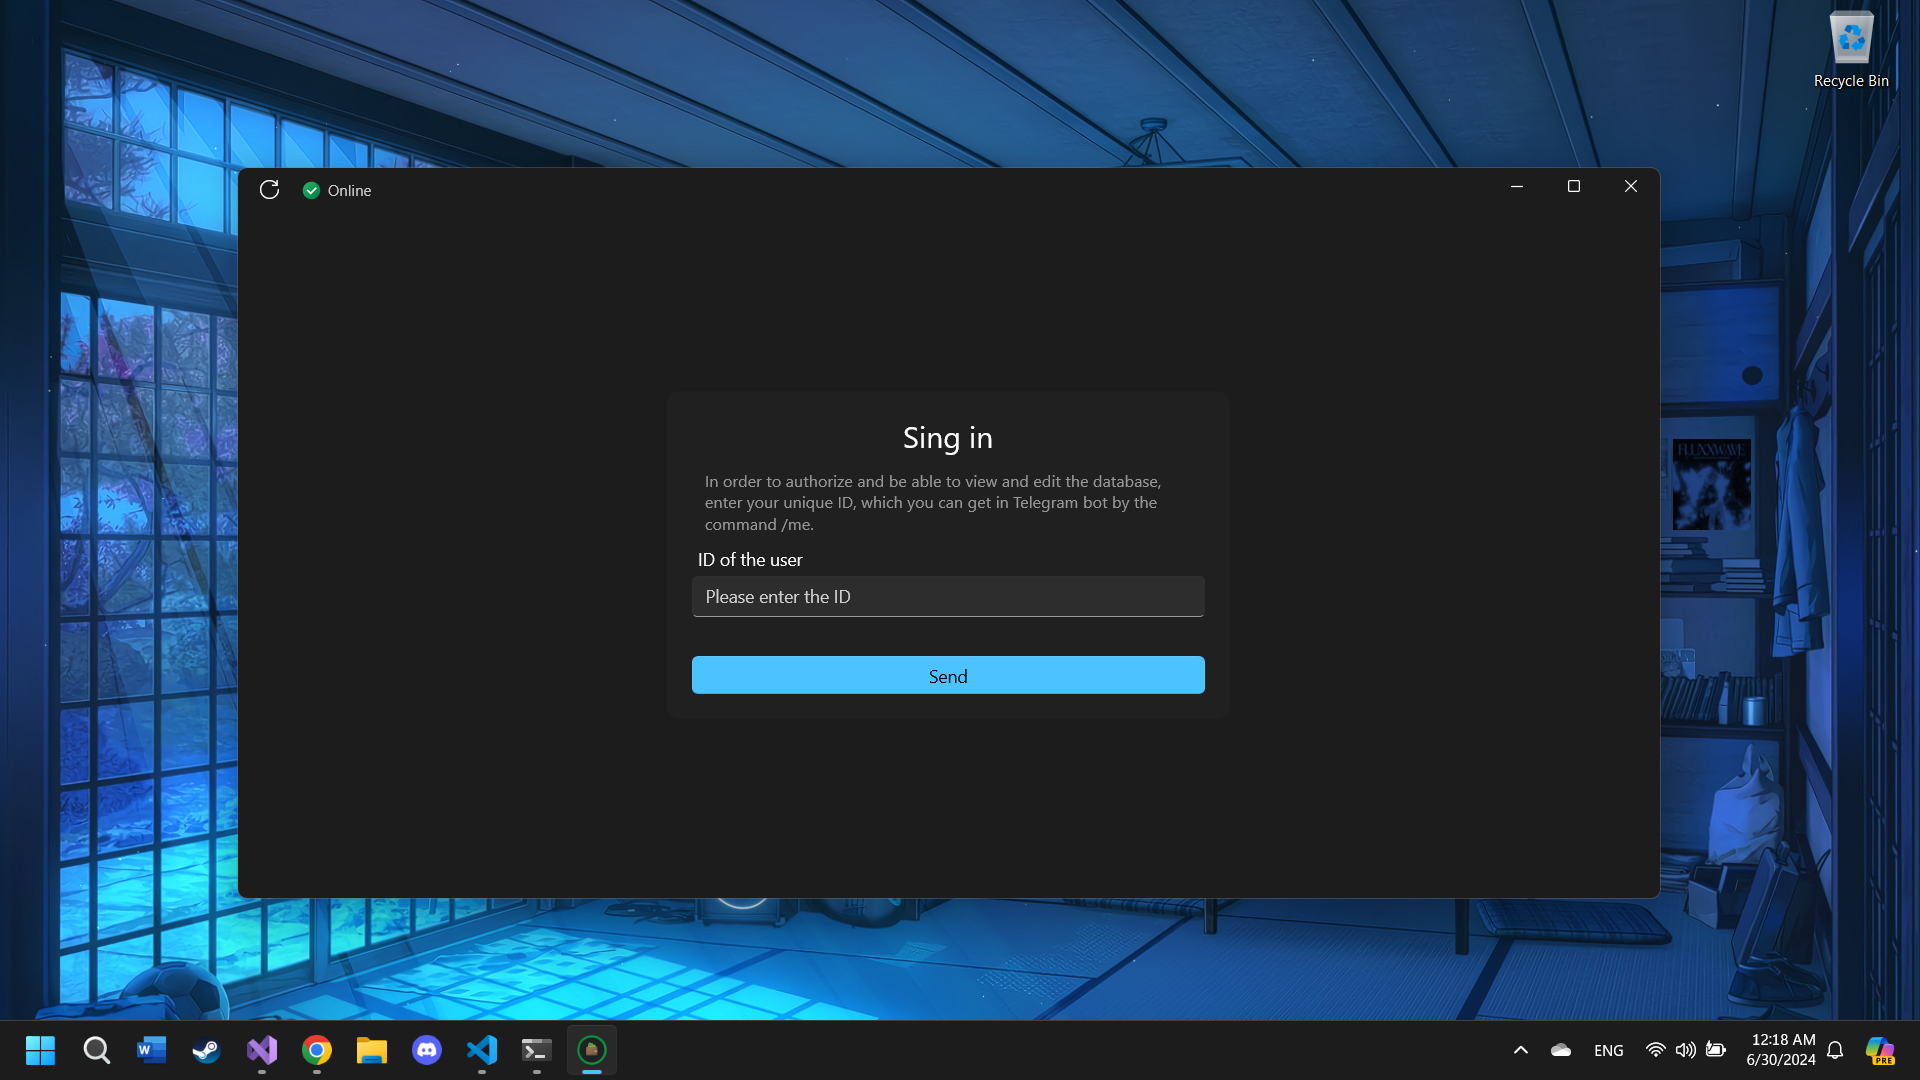 Recycle Bin
Online
Sing in
In order to authorize and be able to view and edit the database,
enter your unique ID, which you can get in Telegram bot by the
command /me.
ID of the user
Please enter the ID
Send
FLUXXWAVE
W
ENG
12:18 AM
6/30/2024
PRE